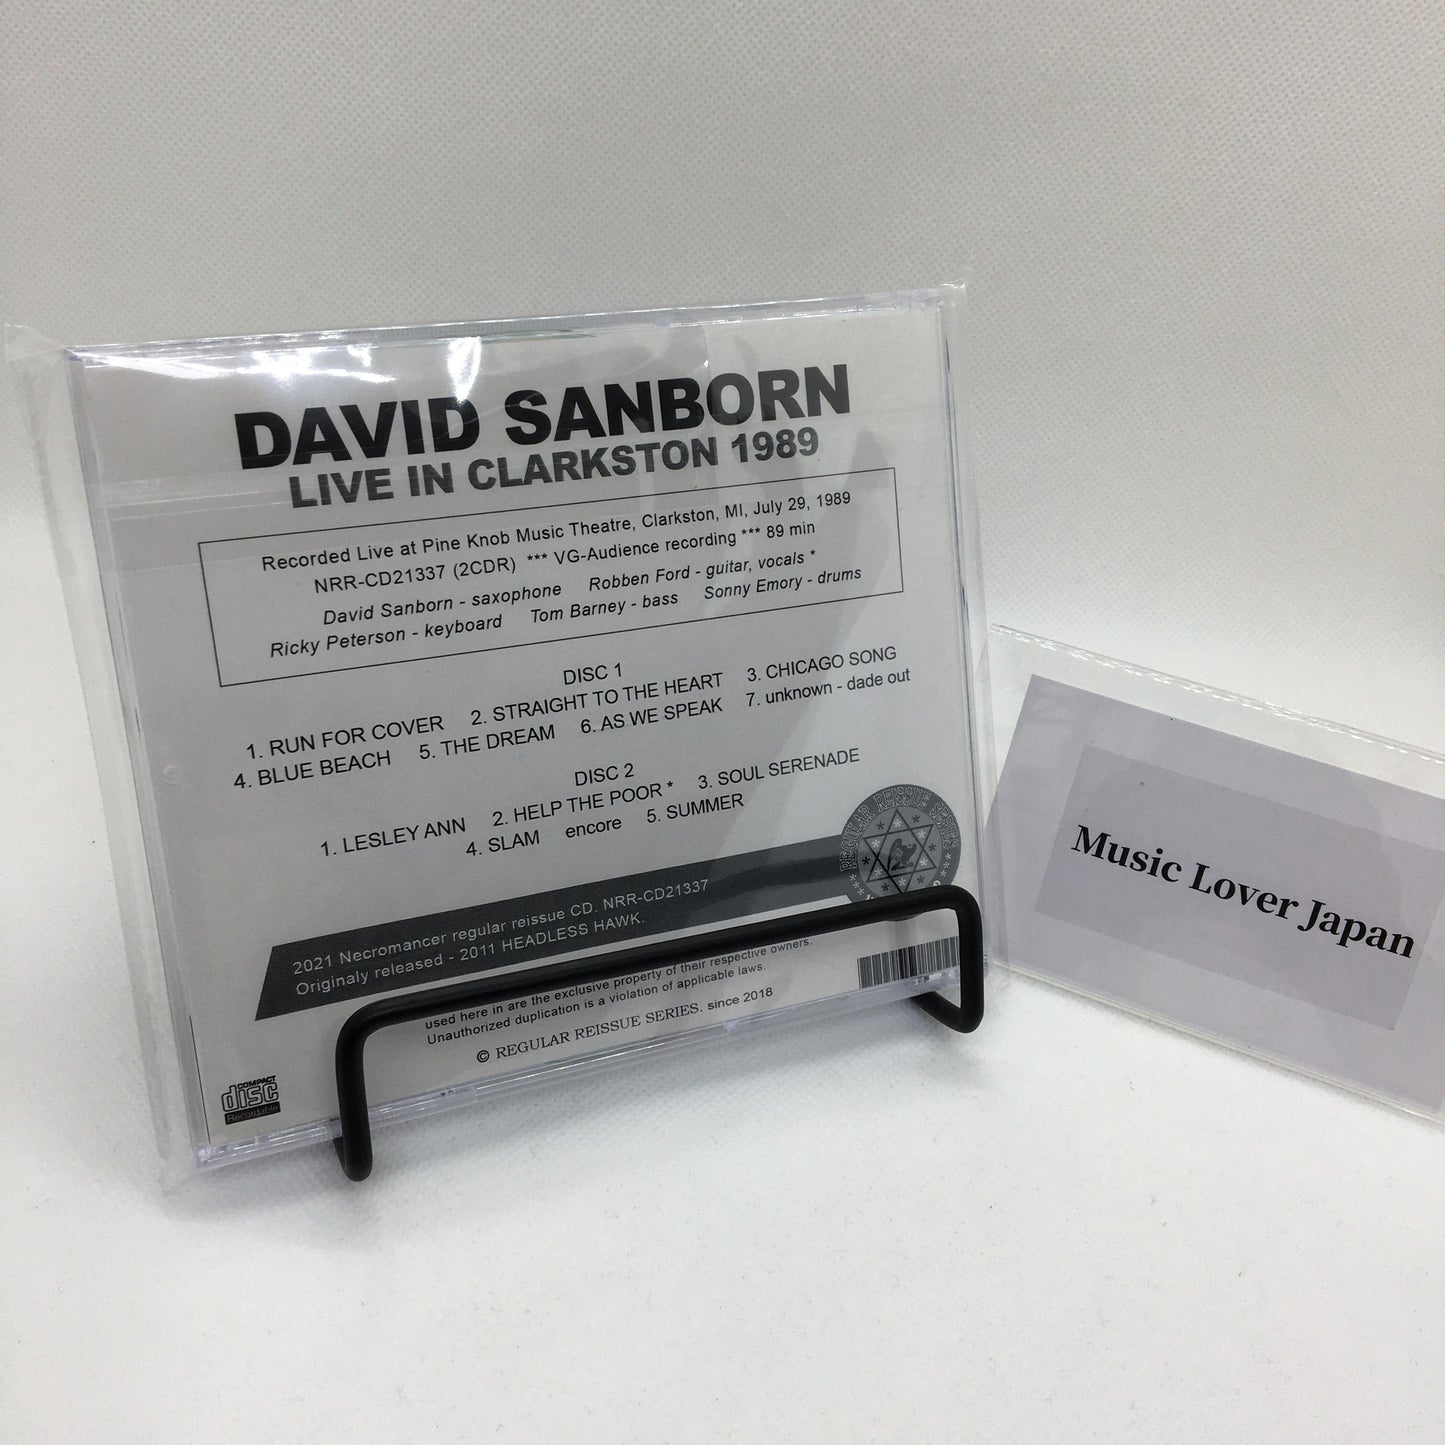 DAVID SANBORN
LIVE IN CLARKSTON 1989
Recorded Live at Pine Knob Music Theatre, Clarkston, MI, July 29, 1989
NRR-CD21337 (2CDR) *** VG-Audience recording *** 89 min
David Sanborn - saxophone Robben Ford - guitar, vocals *
Ricky Peterson - keyboard Tom Barney - bass Sonny Emory - drums
DISC 1
1. RUN FOR COVER 2. STRAIGHT TO THE HEART 3. CHICAGO SONG
4. BLUE BEACH 5. THE DREAM 6. AS WE SPEAK 7. unknown - dade out
DISC 2
1. LESLEY ANN 2. HELP THE POOR * 3. SOUL SERENADE
4. SLAM encore 5. SUMMER
REGULAR REISSUE SERIES
2021 Necromancer regular reissue CD. NRR-CD21337
Originaly released - 2011 HEADLESS HAWK.
used here in are the exclusive property of their respective owners.
Unauthorized duplication is a violation of applicable laws.
© REGULAR REISSUE SERIES. since 2018
COMPACT
disc
Recordable
Music Lover Japan